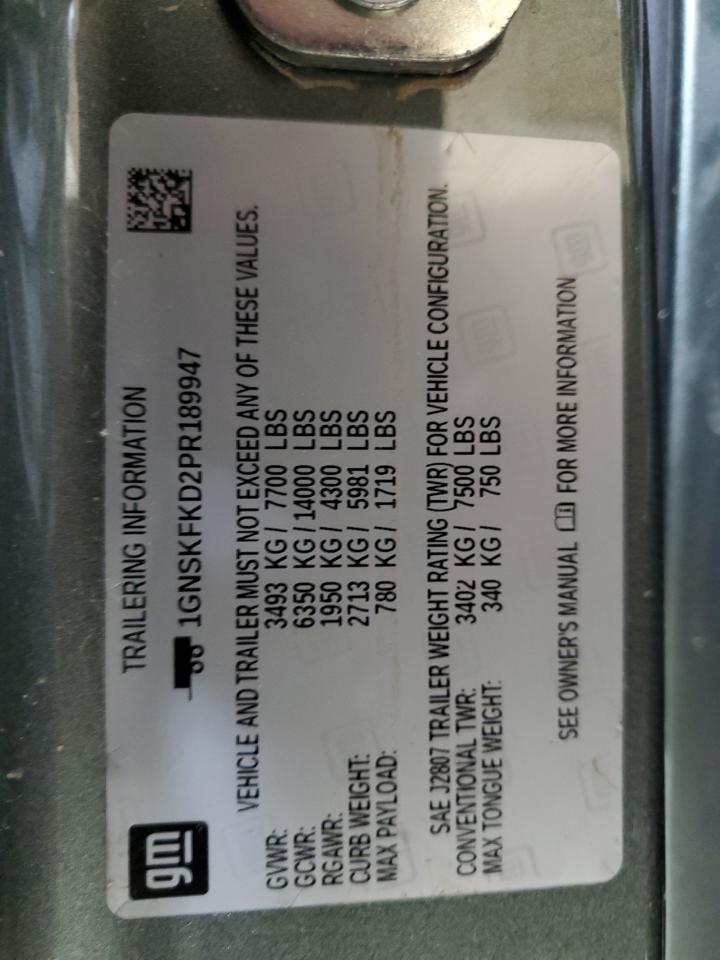 gm
TRAILERING INFORMATION
1GNSKFKD2PR189947
VEHICLE AND TRAILER MUST NOT EXCEED ANY OF THESE VALUES.
GVWR: 3493 KG / 7700 LBS
GCWR: 6350 KG / 14000 LBS
RGAWR: 1950 KG / 4300 LBS
CURB WEIGHT: 2713 KG / 5981 LBS
MAX PAYLOAD: 780 KG / 1719 LBS
SAE J2807 TRAILER WEIGHT RATING (TWR) FOR VEHICLE CONFIGURATION.
CONVENTIONAL TWR: 3402 KG / 7500 LBS
MAX TONGUE WEIGHT: 340 KG / 750 LBS
SEE OWNER'S MANUAL FOR MORE INFORMATION